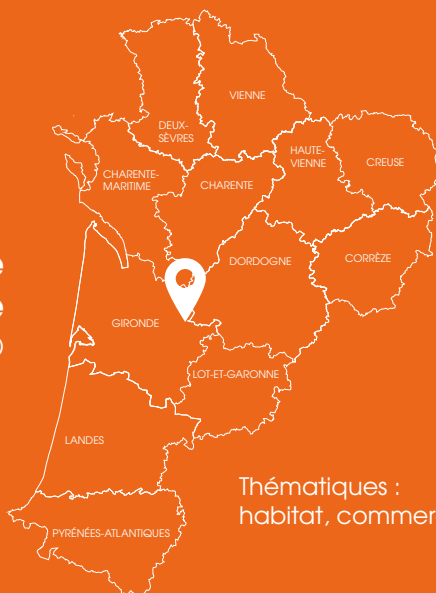 VIENNE
DEUX-
SÈVRES
HAUTE-
VIENNE
CREUSE
CHARENTE-
MARITIME
CHARENTE
DORDOGNE
CORRÈZE
GIRONDE
LOT-ET-GARONNE
LANDES
Thématiques :
habitat, commer
PYRÉNÉES-ATLANTIQUES